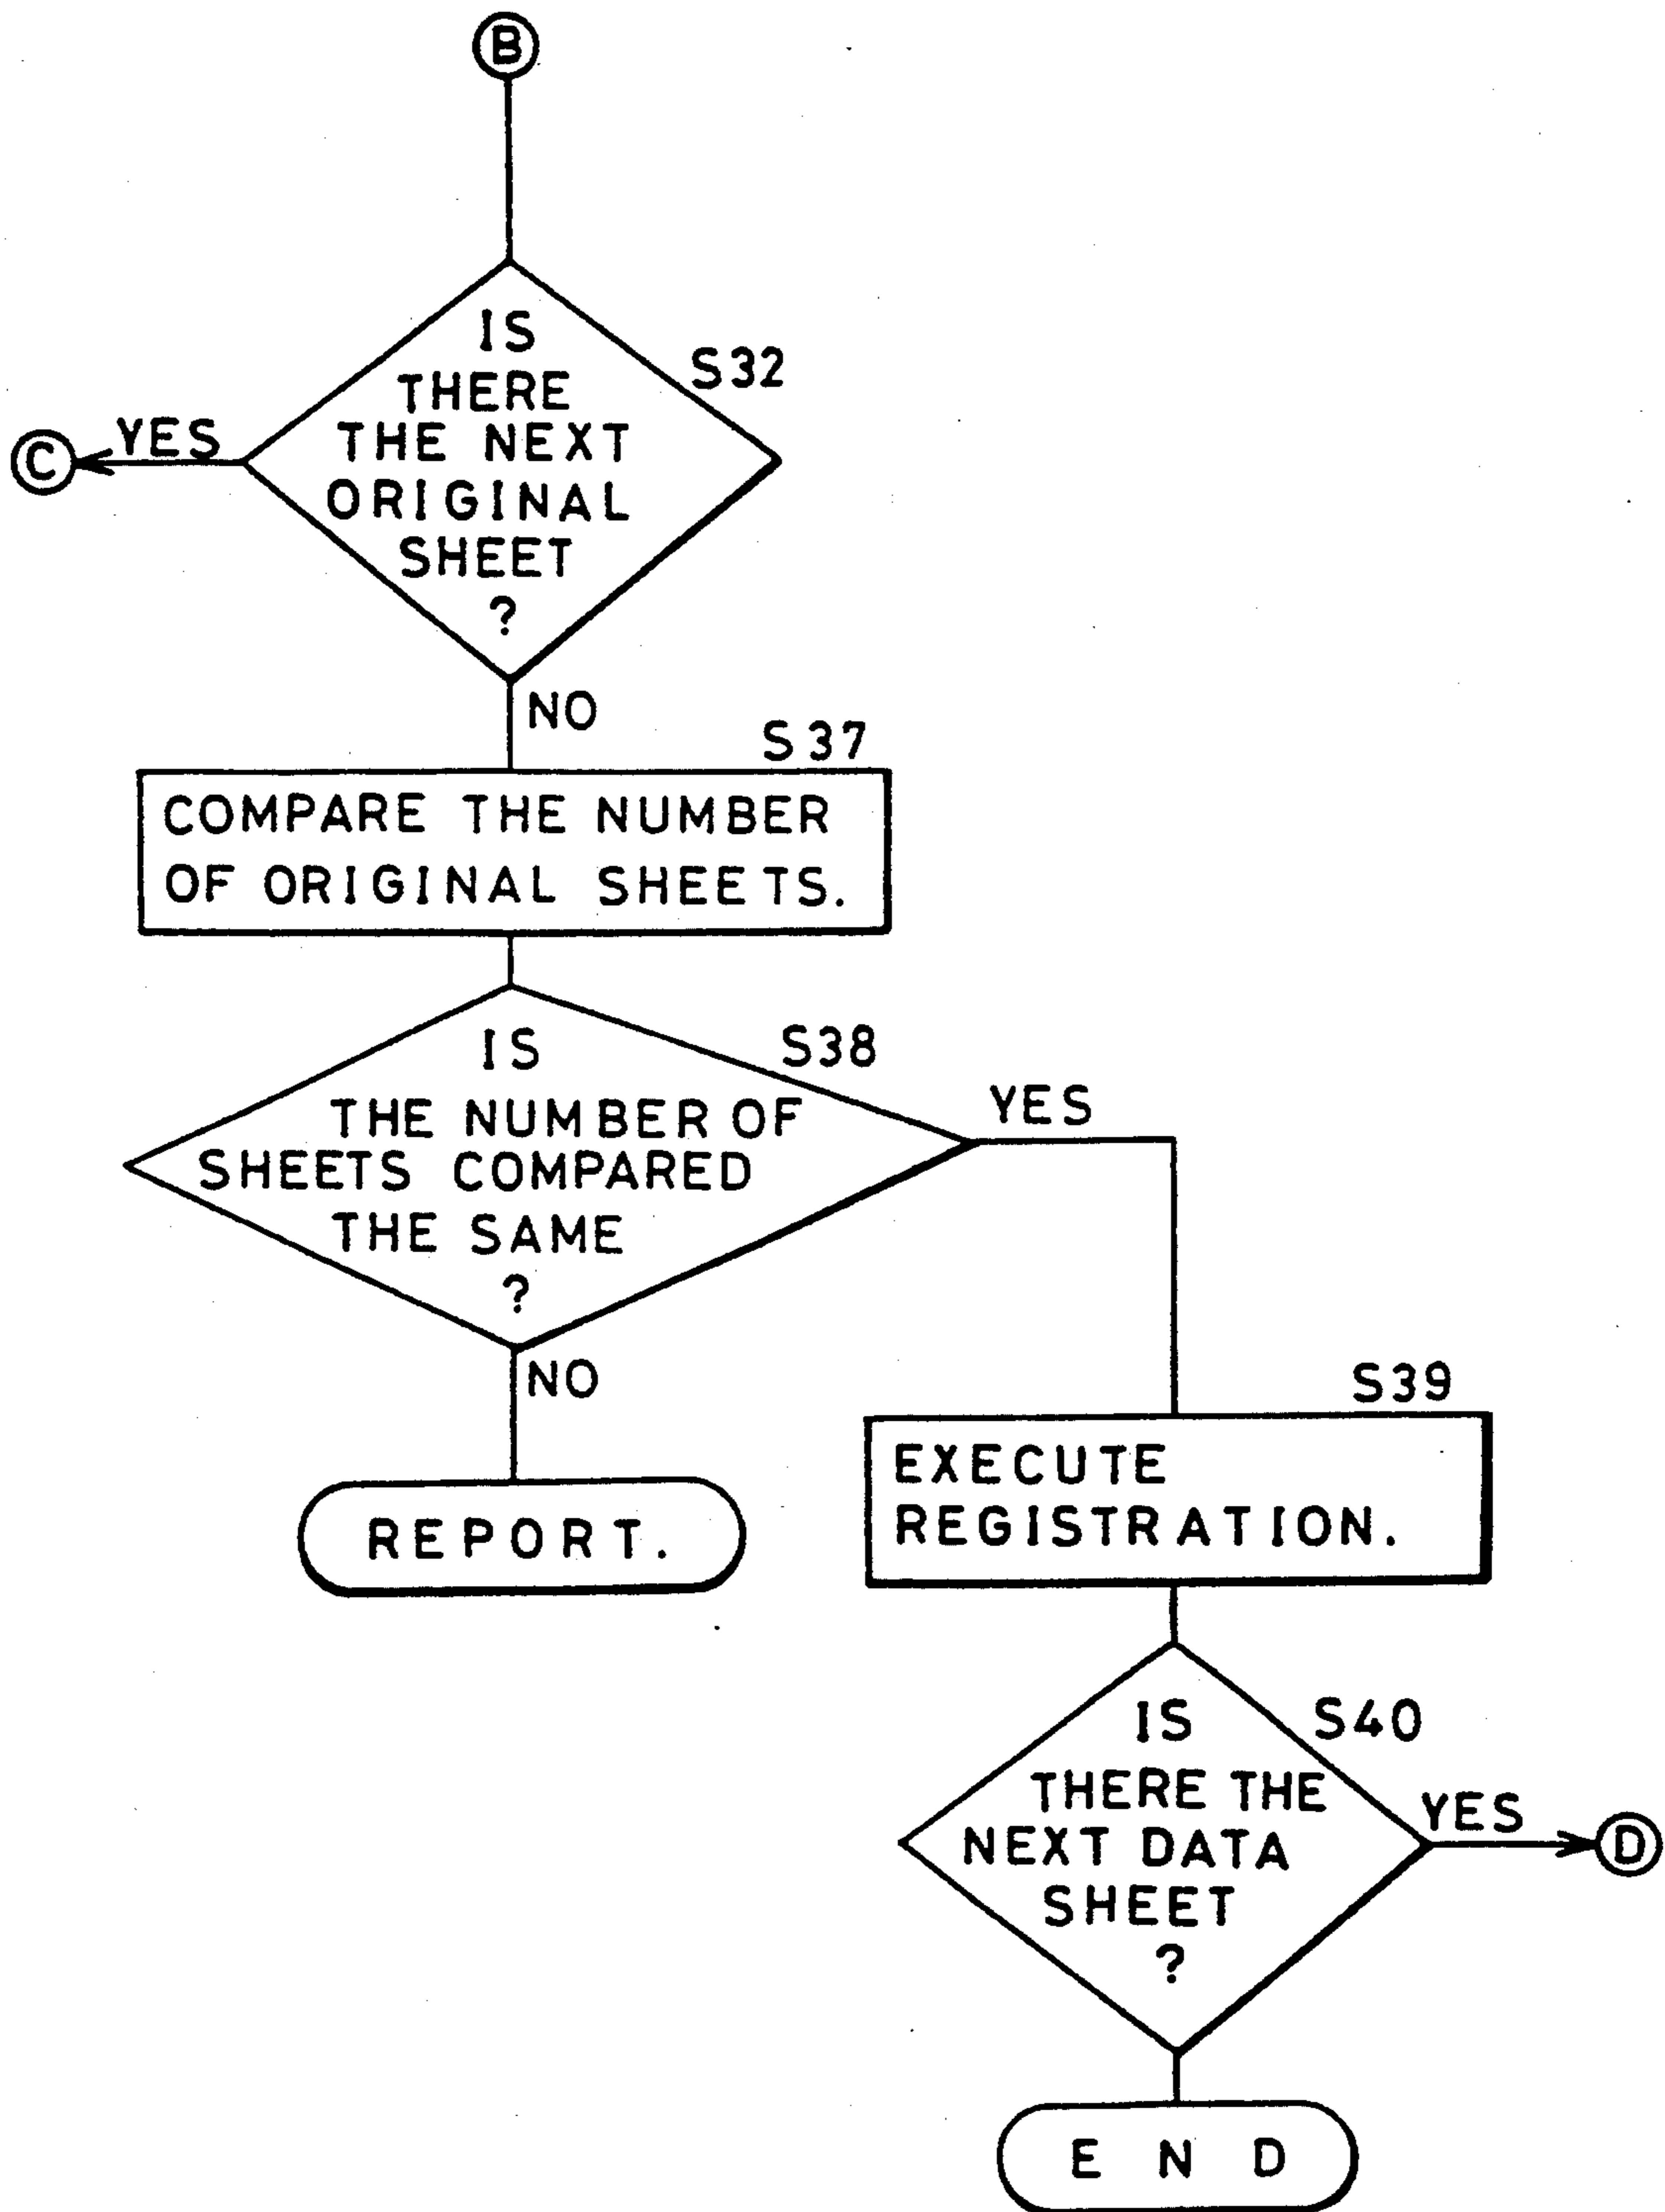 B
IS
THERE
THE NEXT
ORIGINAL
SHEET
?
S32
YES
C
NO
S37
COMPARE THE NUMBER
OF ORIGINAL SHEETS.
IS
THE NUMBER OF
SHEETS COMPARED
THE SAME
?
S38
YES
NO
REPORT.
S39
EXECUTE
REGISTRATION.
IS
THERE THE
NEXT DATA
SHEET
?
S40
YES
D
END